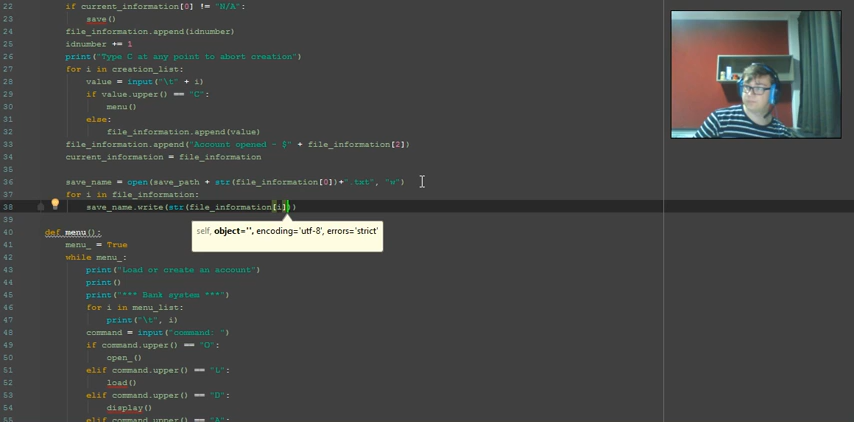 22 if current_information[0] != "N/A":
23 save()
24 file_information.append(idnumber)
25 idnumber += 1
26 print("Type C at any point to abort creation")
27 for i in creation_list:
28 value = input("\t" + i)
29 if value.upper() == "C":
30 menu()
31 else:
32 file_information.append(value)
33 file_information.append("Account opened - $" + file_information[2])
34 current_information = file_information
35
36 save_name = open(save_path + str(file_information[0])+".txt", "w")
37 for i in file_information:
38 save_name.write(str(file_information[i]))
self, object='', encoding='utf-8', errors='strict'
39
40 def menu():
41 menu_ = True
42 while menu_:
43 print("Load or create an account")
44 print()
45 print("*** Bank system ***")
46 for i in menu_list:
47 print("\t", i)
48 command = input("command: ")
49 if command.upper() == "O":
50 open_()
51 elif command.upper() == "L":
52 load()
53 elif command.upper() == "D":
54 display()
55 elif command.upper() == "A":